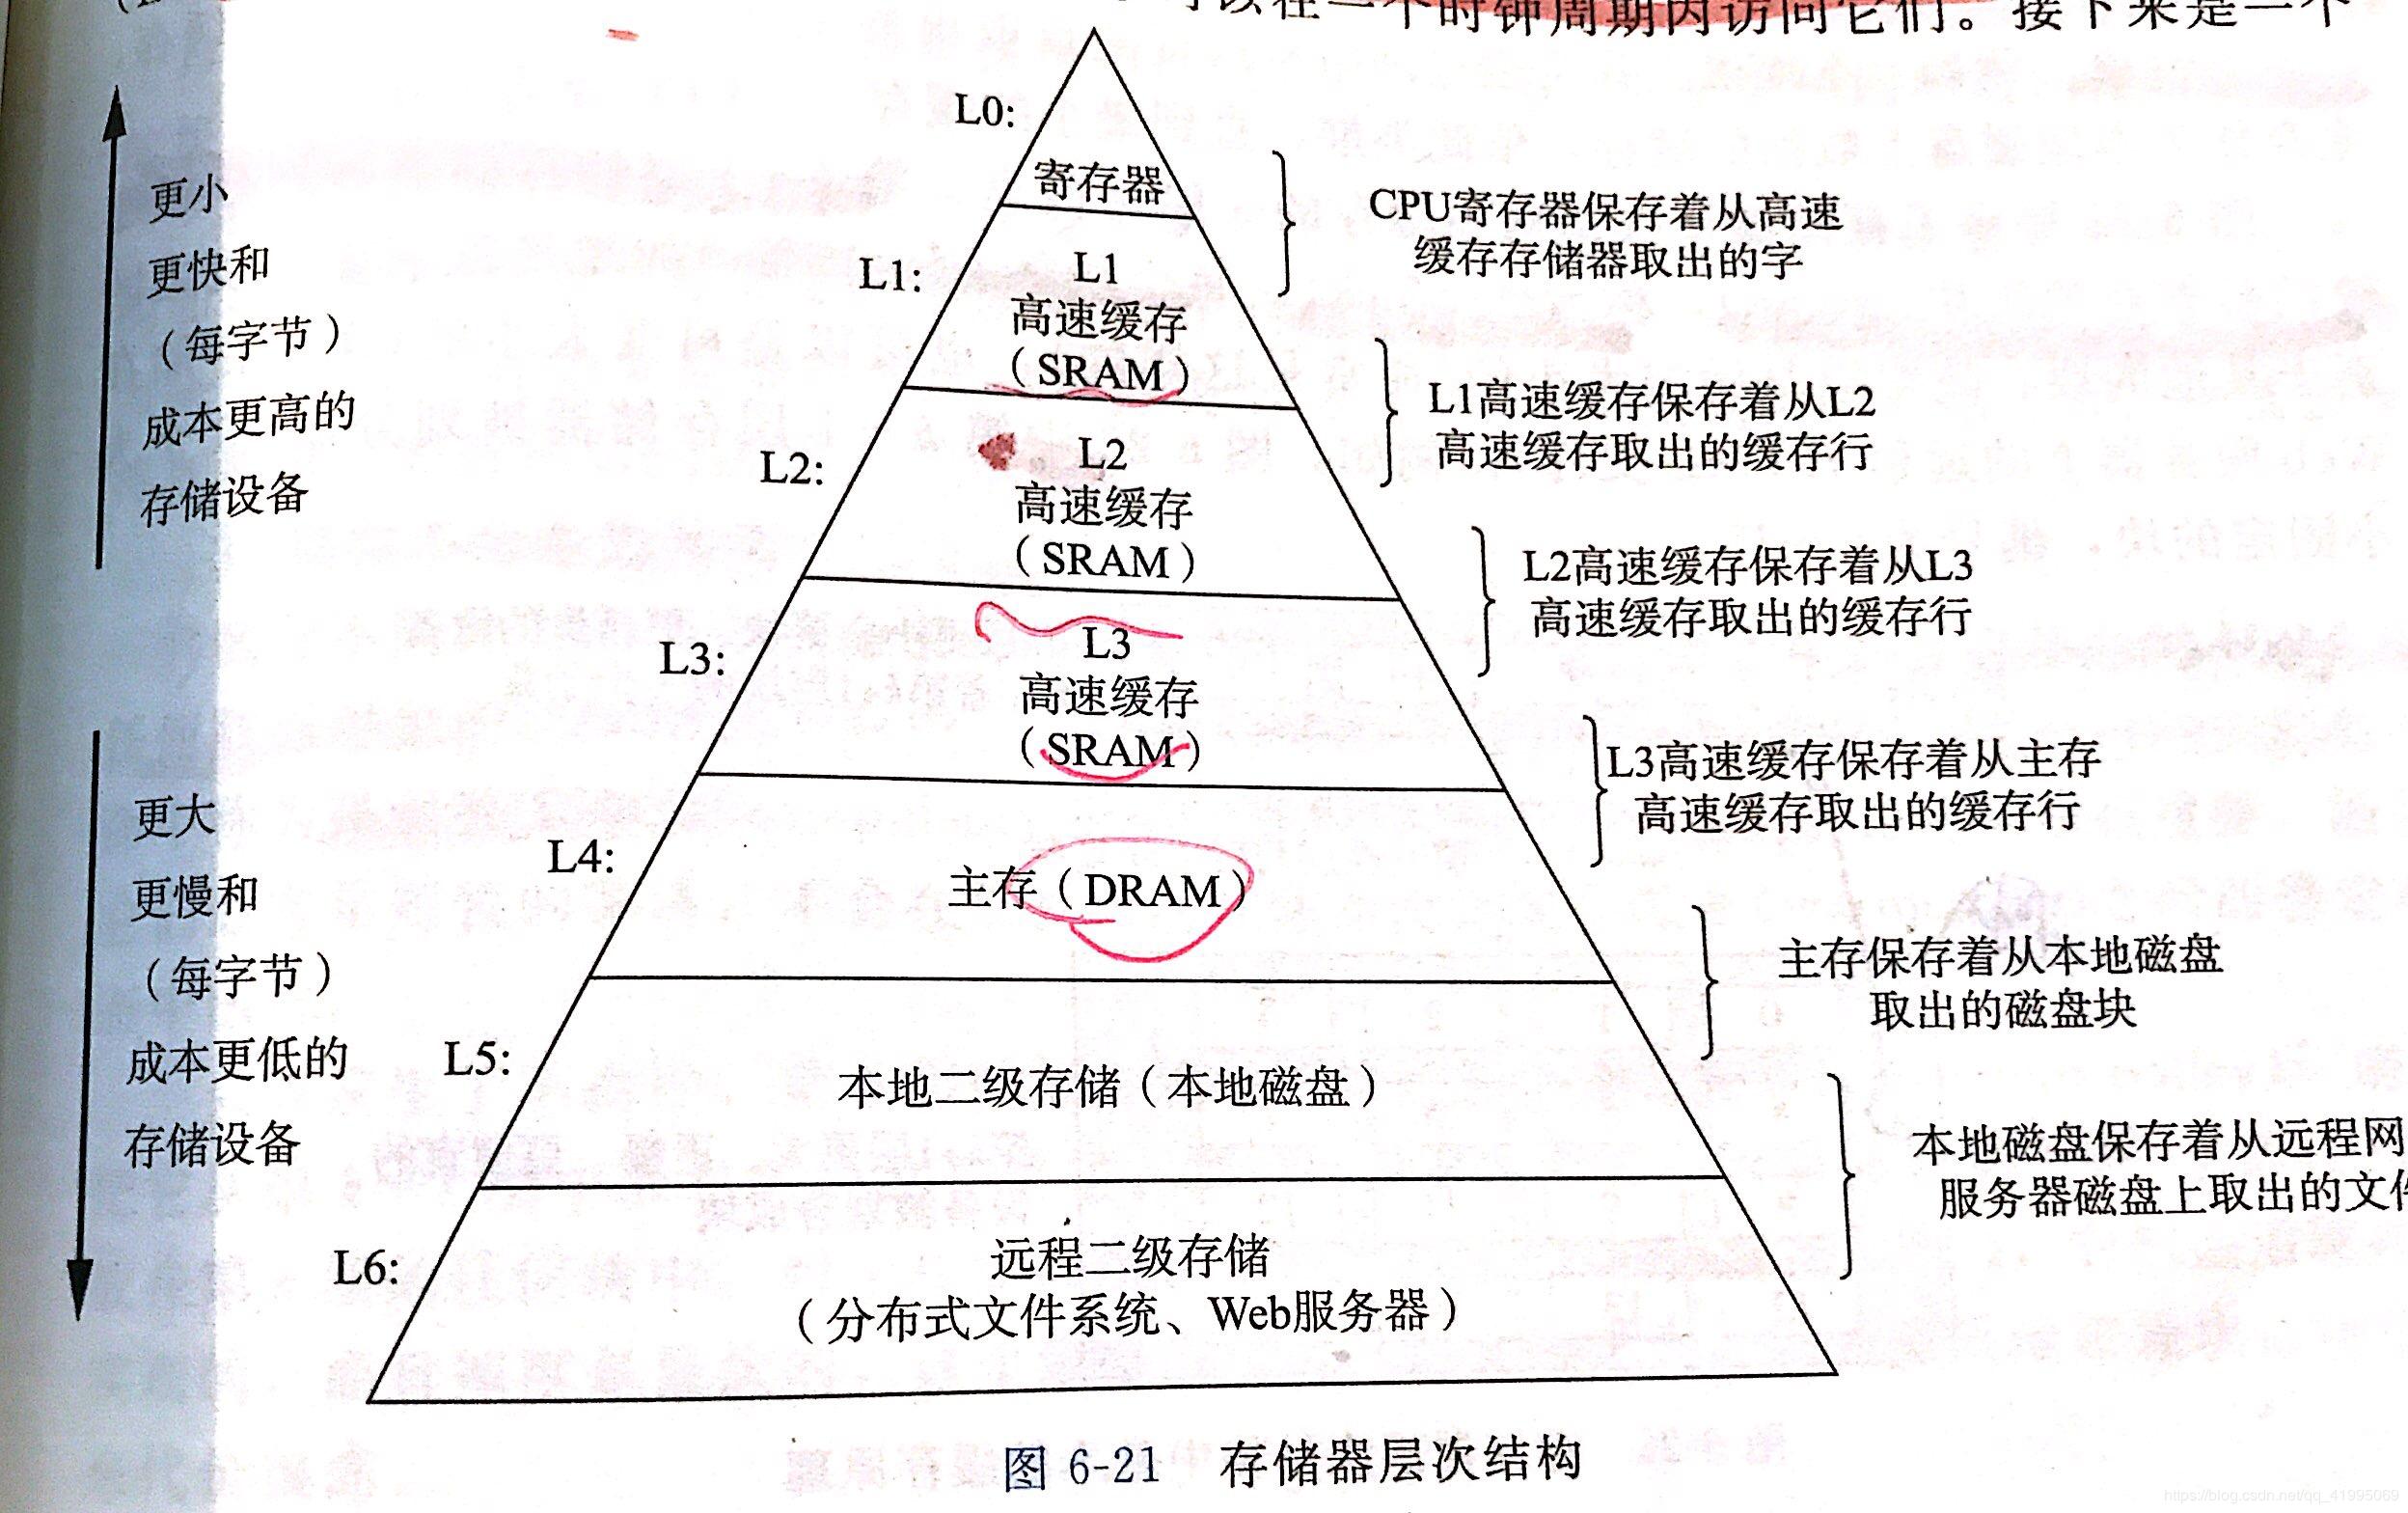 可以在一个时钟周期内访问它们。接下来是一个
L0:
寄存器
更小
更快和
（每字节）
成本更高的
存储设备
CPU寄存器保存着从高速
缓存存储器取出的字
L1:
L1
高速缓存
（SRAM）
L1高速缓存保存着从L2
高速缓存取出的缓存行
L2:
L2
高速缓存
（SRAM）
L2高速缓存保存着从L3
高速缓存取出的缓存行
L3:
L3
高速缓存
（SRAM）
L3高速缓存保存着从主存
高速缓存取出的缓存行
更大
更慢和
（每字节）
成本更低的
存储设备
L4:
主存（DRAM）
主存保存着从本地磁盘
取出的磁盘块
L5:
本地二级存储（本地磁盘）
本地磁盘保存着从远程网
服务器磁盘上取出的文件
L6:
远程二级存储
（分布式文件系统、Web服务器）
图 6-21 存储器层次结构
https://blog.csdn.net/qq_41995069